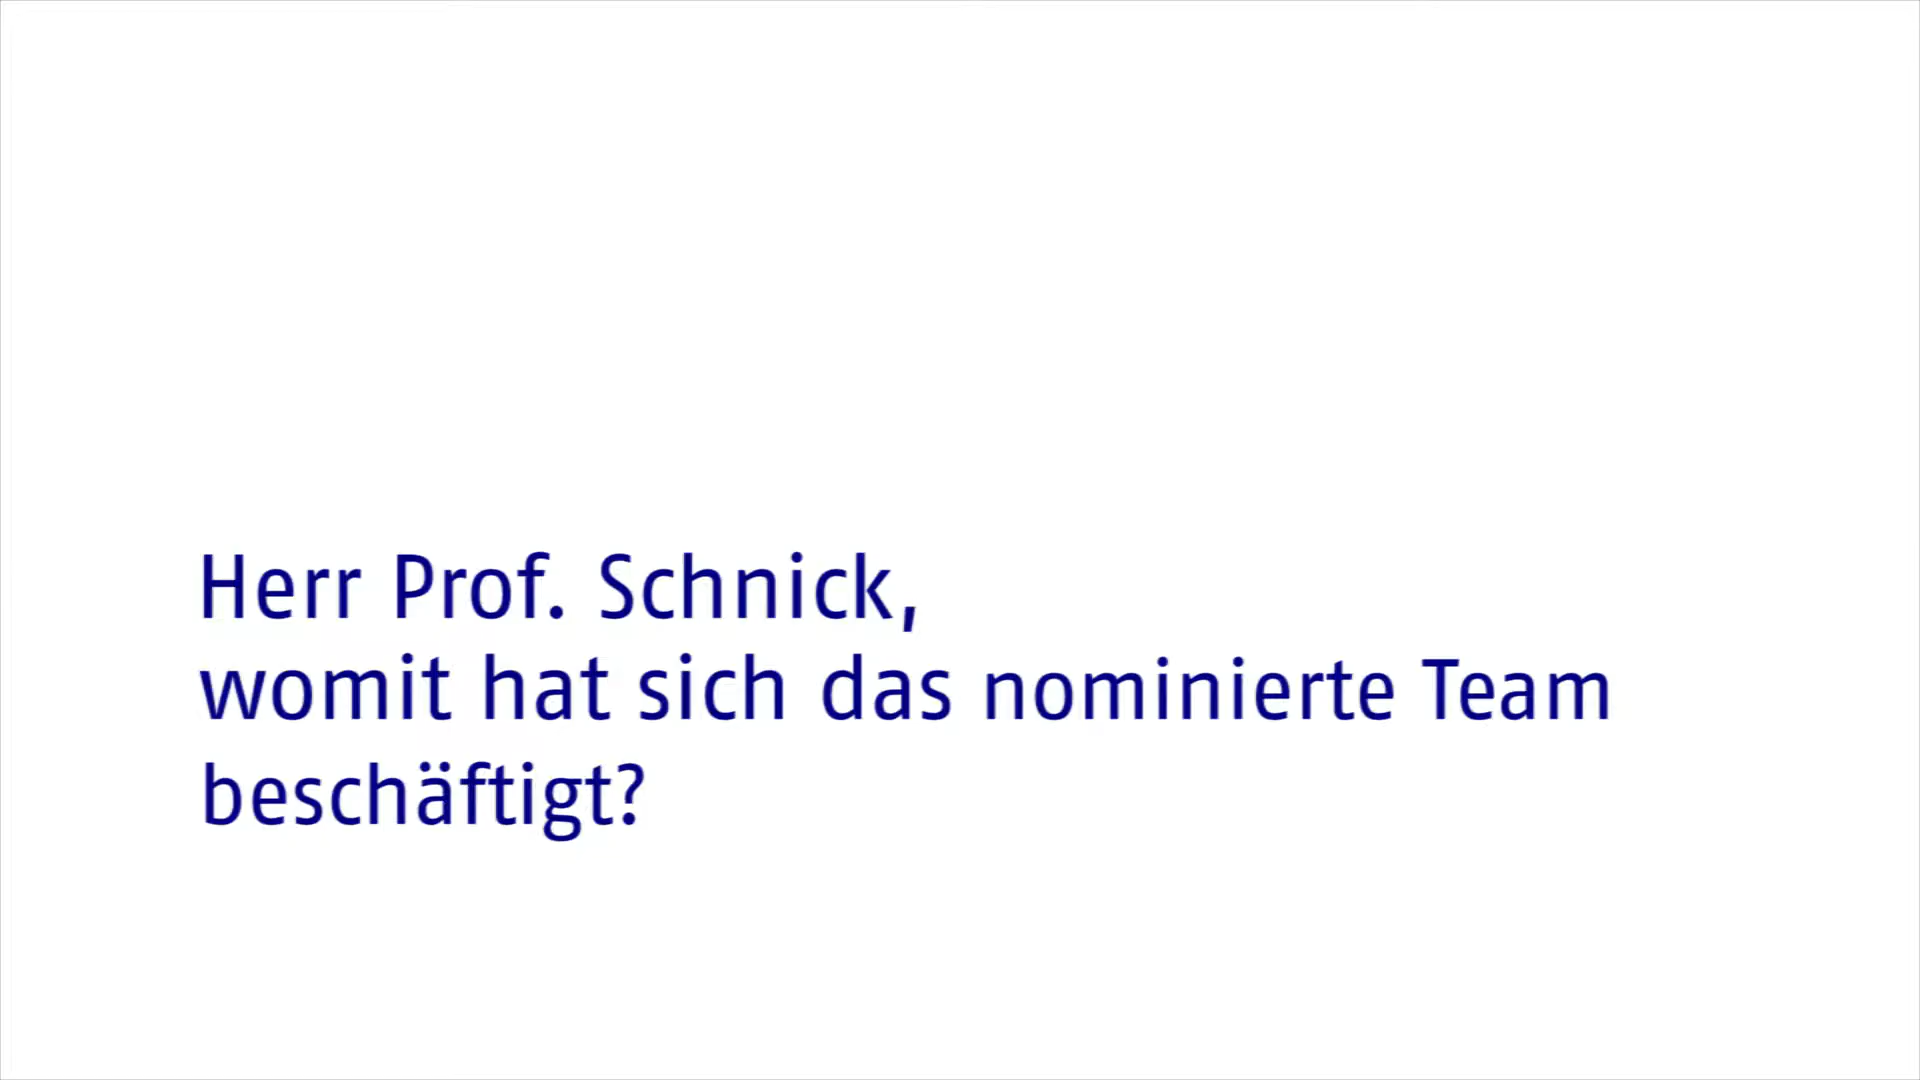 Herr Prof. Schnick,
womit hat sich das nominierte Team
beschäftigt?